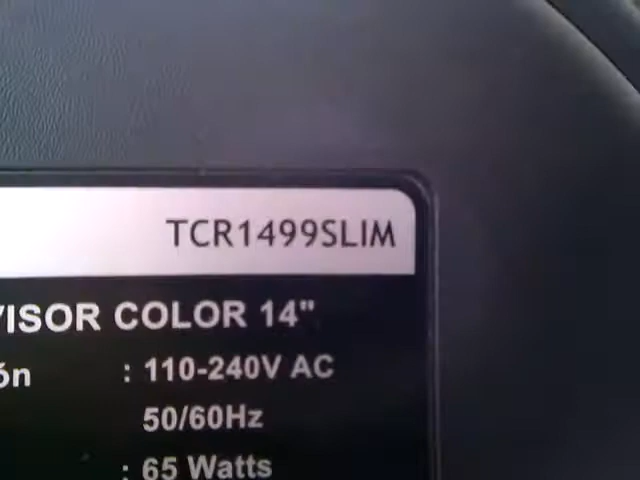 TCR1499SLIM
VISOR COLOR 14"
ón : 110-240V AC
50/60Hz
: 65 Watts